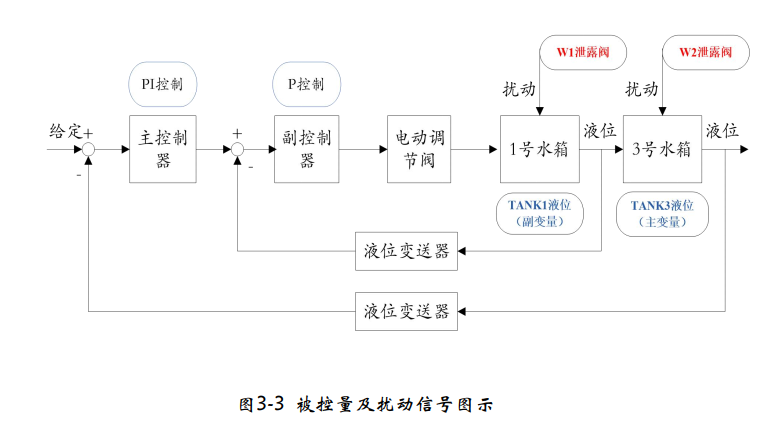 W1泄露阀
W2泄露阀
PI控制
P控制
扰动
扰动
给定
+
主控制
器
+
副控制
器
电动调
节阀
1号水箱
液位
3号水箱
液位
-
-
TANK1液位
（副变量）
TANK3液位
（主变量）
液位变送器
液位变送器
图3-3 被控量及扰动信号图示